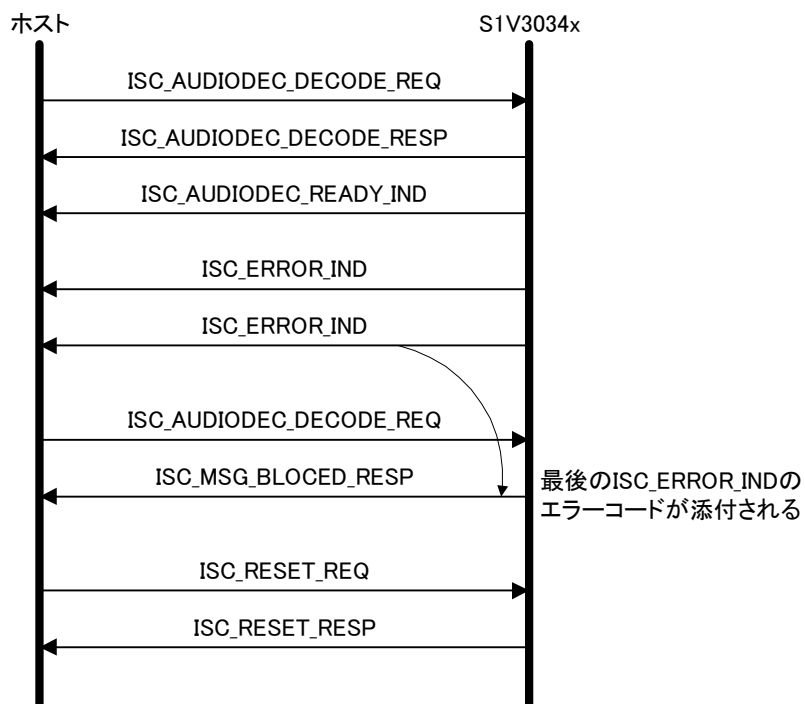 ホスト
S1V3034x
ISC_AUDIODEC_DECODE_REQ
ISC_AUDIODEC_DECODE_RESP
ISC_AUDIODEC_READY_IND
ISC_ERROR_IND
ISC_ERROR_IND
ISC_AUDIODEC_DECODE_REQ
ISC_MSG_BLOCED_RESP
最後のISC_ERROR_INDの
エラーコードが添付される
ISC_RESET_REQ
ISC_RESET_RESP